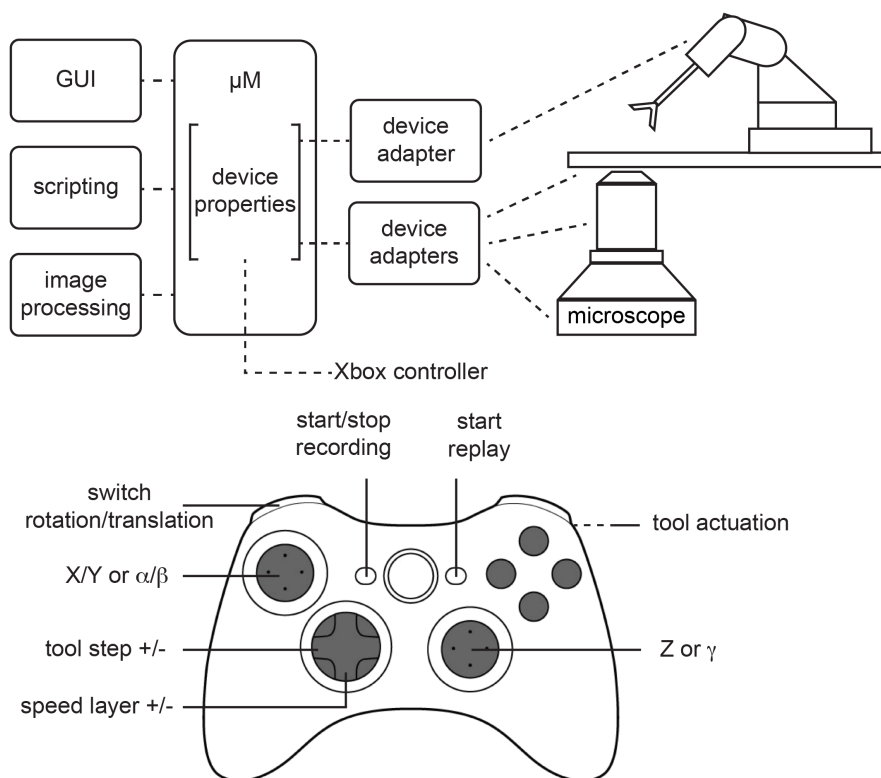 GUI
scripting
image
processing
µM
device
properties
device
adapter
device
adapters
microscope
Xbox controller
start/stop
recording
start
replay
switch
rotation/translation
tool actuation
X/Y or α/β
tool step +/-
Z or γ
speed layer +/-